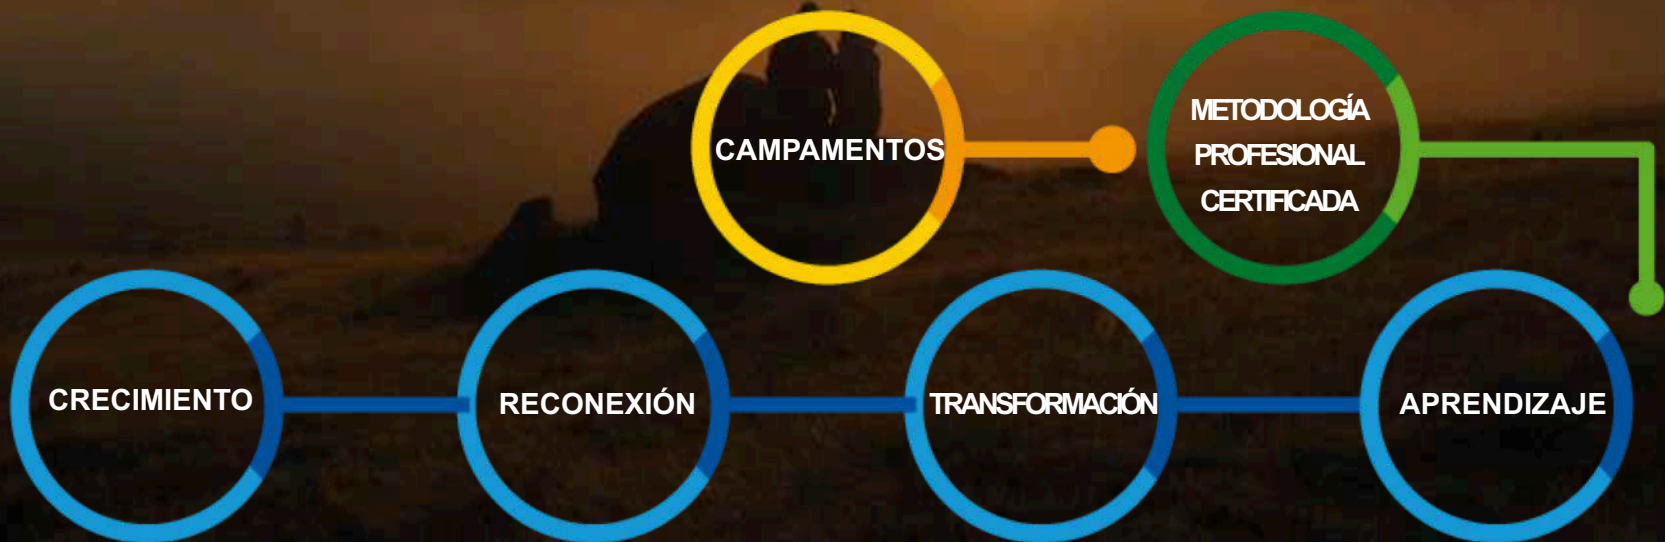 CAMPAMENTOS
METODOLOGÍA
PROFESIONAL
CERTIFICADA
CRECIMIENTO
RECONEXIÓN
TRANSFORMACIÓN
APRENDIZAJE